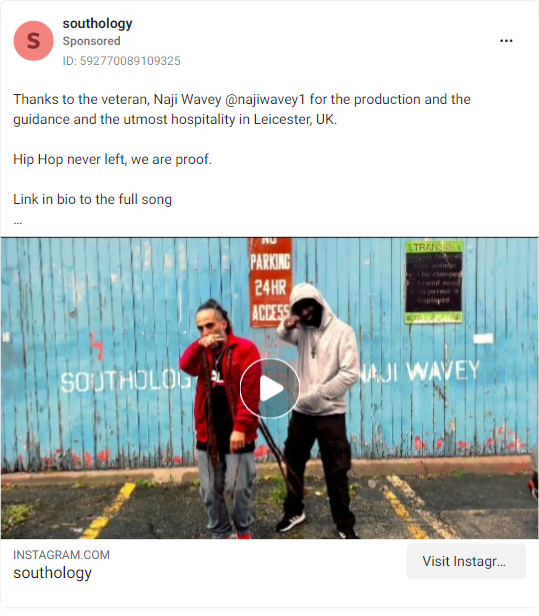 southology
Sponsored
ID: 592770089109325
S
Thanks to the veteran, Naji Wavey @najiwavey1 for the production and the
guidance and the utmost hospitality in Leicester, UK.
Hip Hop never left, we are proof.
Link in bio to the full song
...
NO
PARKING
24HR
ACCESS
displayed.
SOUTHOLOG
NAJI WAVEY
INSTAGRAM.COM
southology
Visit Instagr...